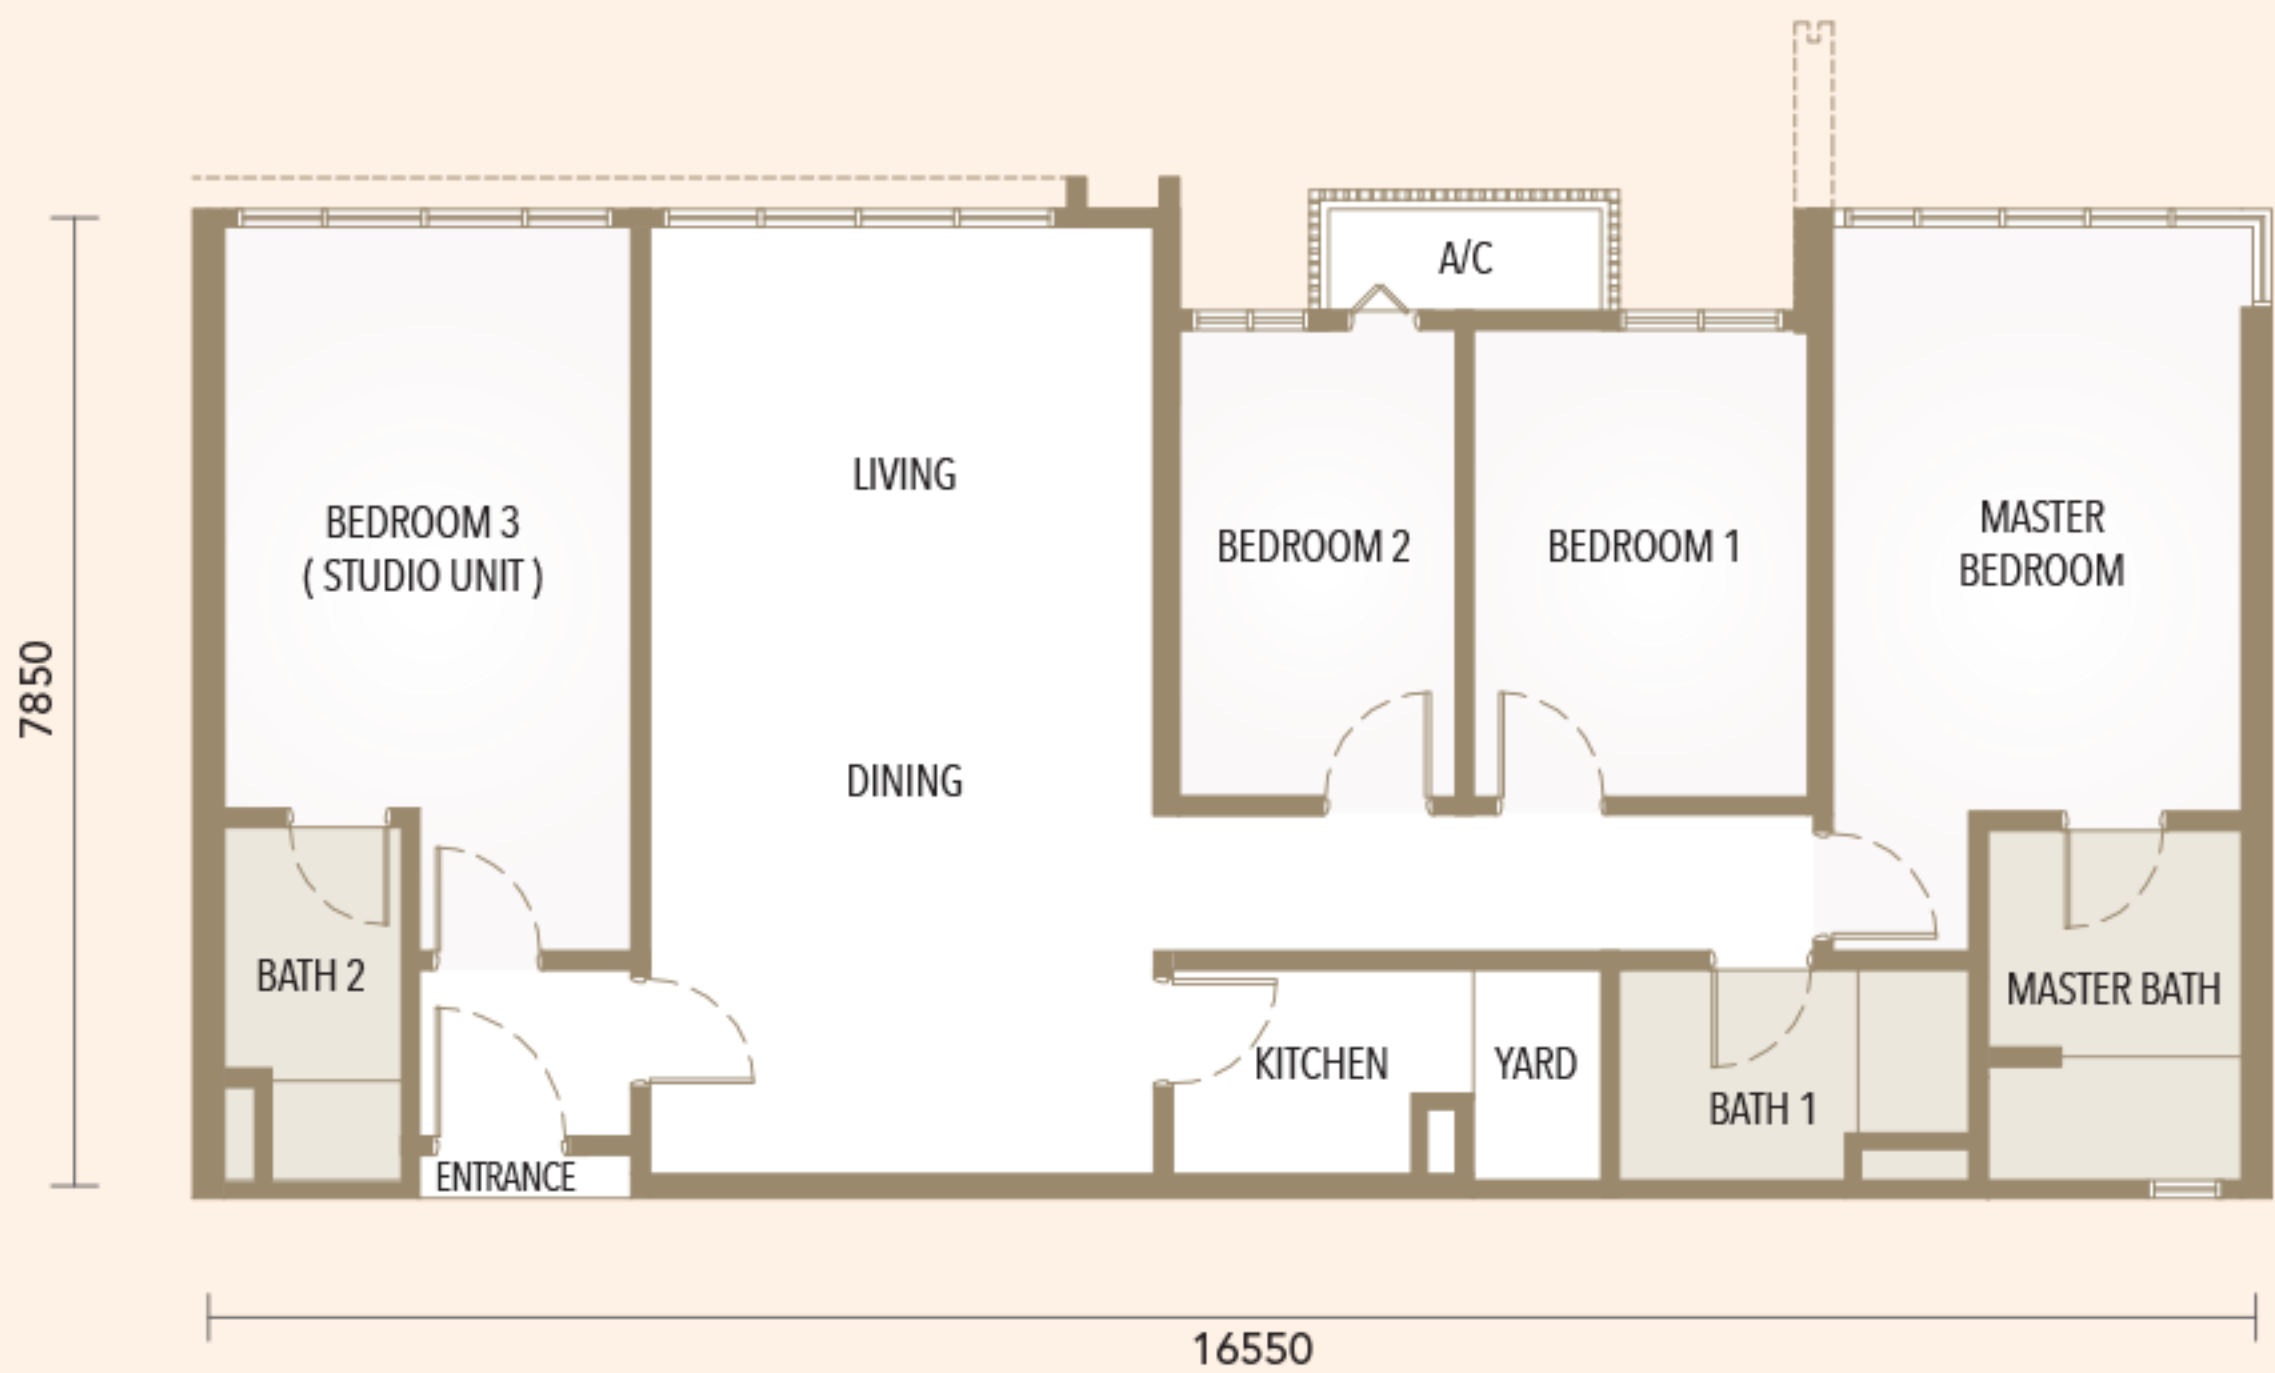 A/C
LIVING
BEDROOM 3
( STUDIO UNIT )
BEDROOM 2
BEDROOM 1
MASTER
BEDROOM
7850
DINING
BATH 2
MASTER BATH
KITCHEN
YARD
BATH 1
ENTRANCE
16550